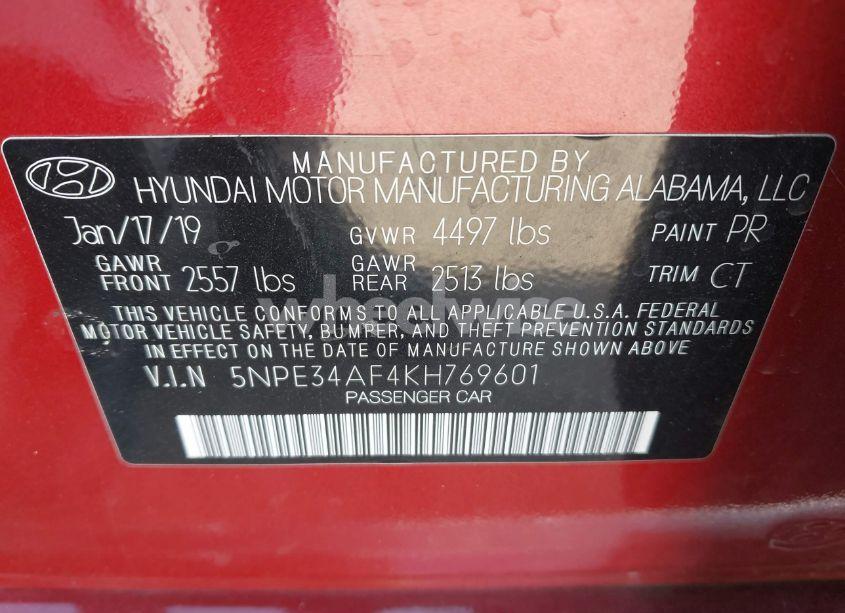 MANUFACTURED BY
HYUNDAI MOTOR MANUFACTURING ALABAMA, LLC
Jan/17/19 GVWR 4497 lbs PAINT PR
GAWR FRONT 2557 lbs GAWR REAR 2513 lbs TRIM CT
THIS VEHICLE CONFORMS TO ALL APPLICABLE U.S.A. FEDERAL
MOTOR VEHICLE SAFETY, BUMPER, AND THEFT PREVENTION STANDARDS
IN EFFECT ON THE DATE OF MANUFACTURE SHOWN ABOVE
V.I.N 5NPE34AF4KH769601
PASSENGER CAR
wheelwire